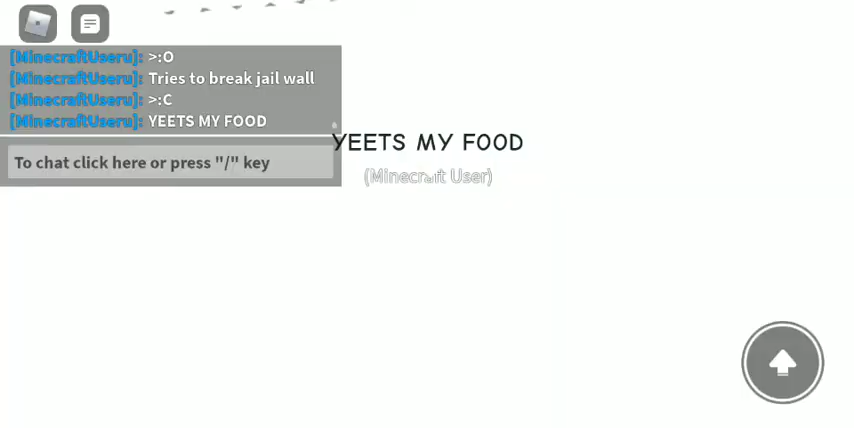 [MinecraftUseru]: >:O
[MinecraftUseru]: Tries to break jail wall
[MinecraftUseru]: >:C
[MinecraftUseru]: YEETS MY FOOD
To chat click here or press "/" key
YEETS MY FOOD
(Minecraft User)